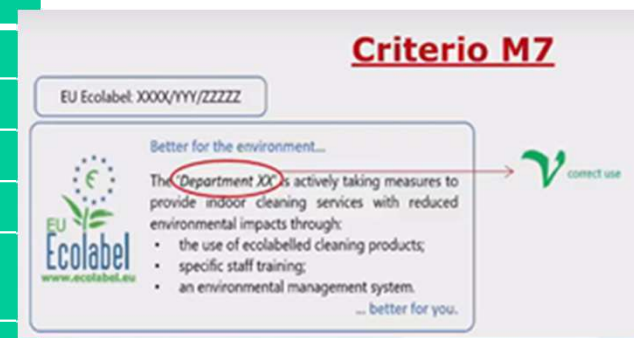 Criterio M7
EU Ecolabel: XXXX/YYY/ZZZZZ
Better for the environment...
The 'Department XX' is actively taking measures to
provide indoor cleaning services with reduced
environmental impacts through:
• the use of ecolabelled cleaning products;
• specific staff training;
• an environmental management system.
... better for you.
EU
Ecolabel
www.ecolabel.eu
correct use